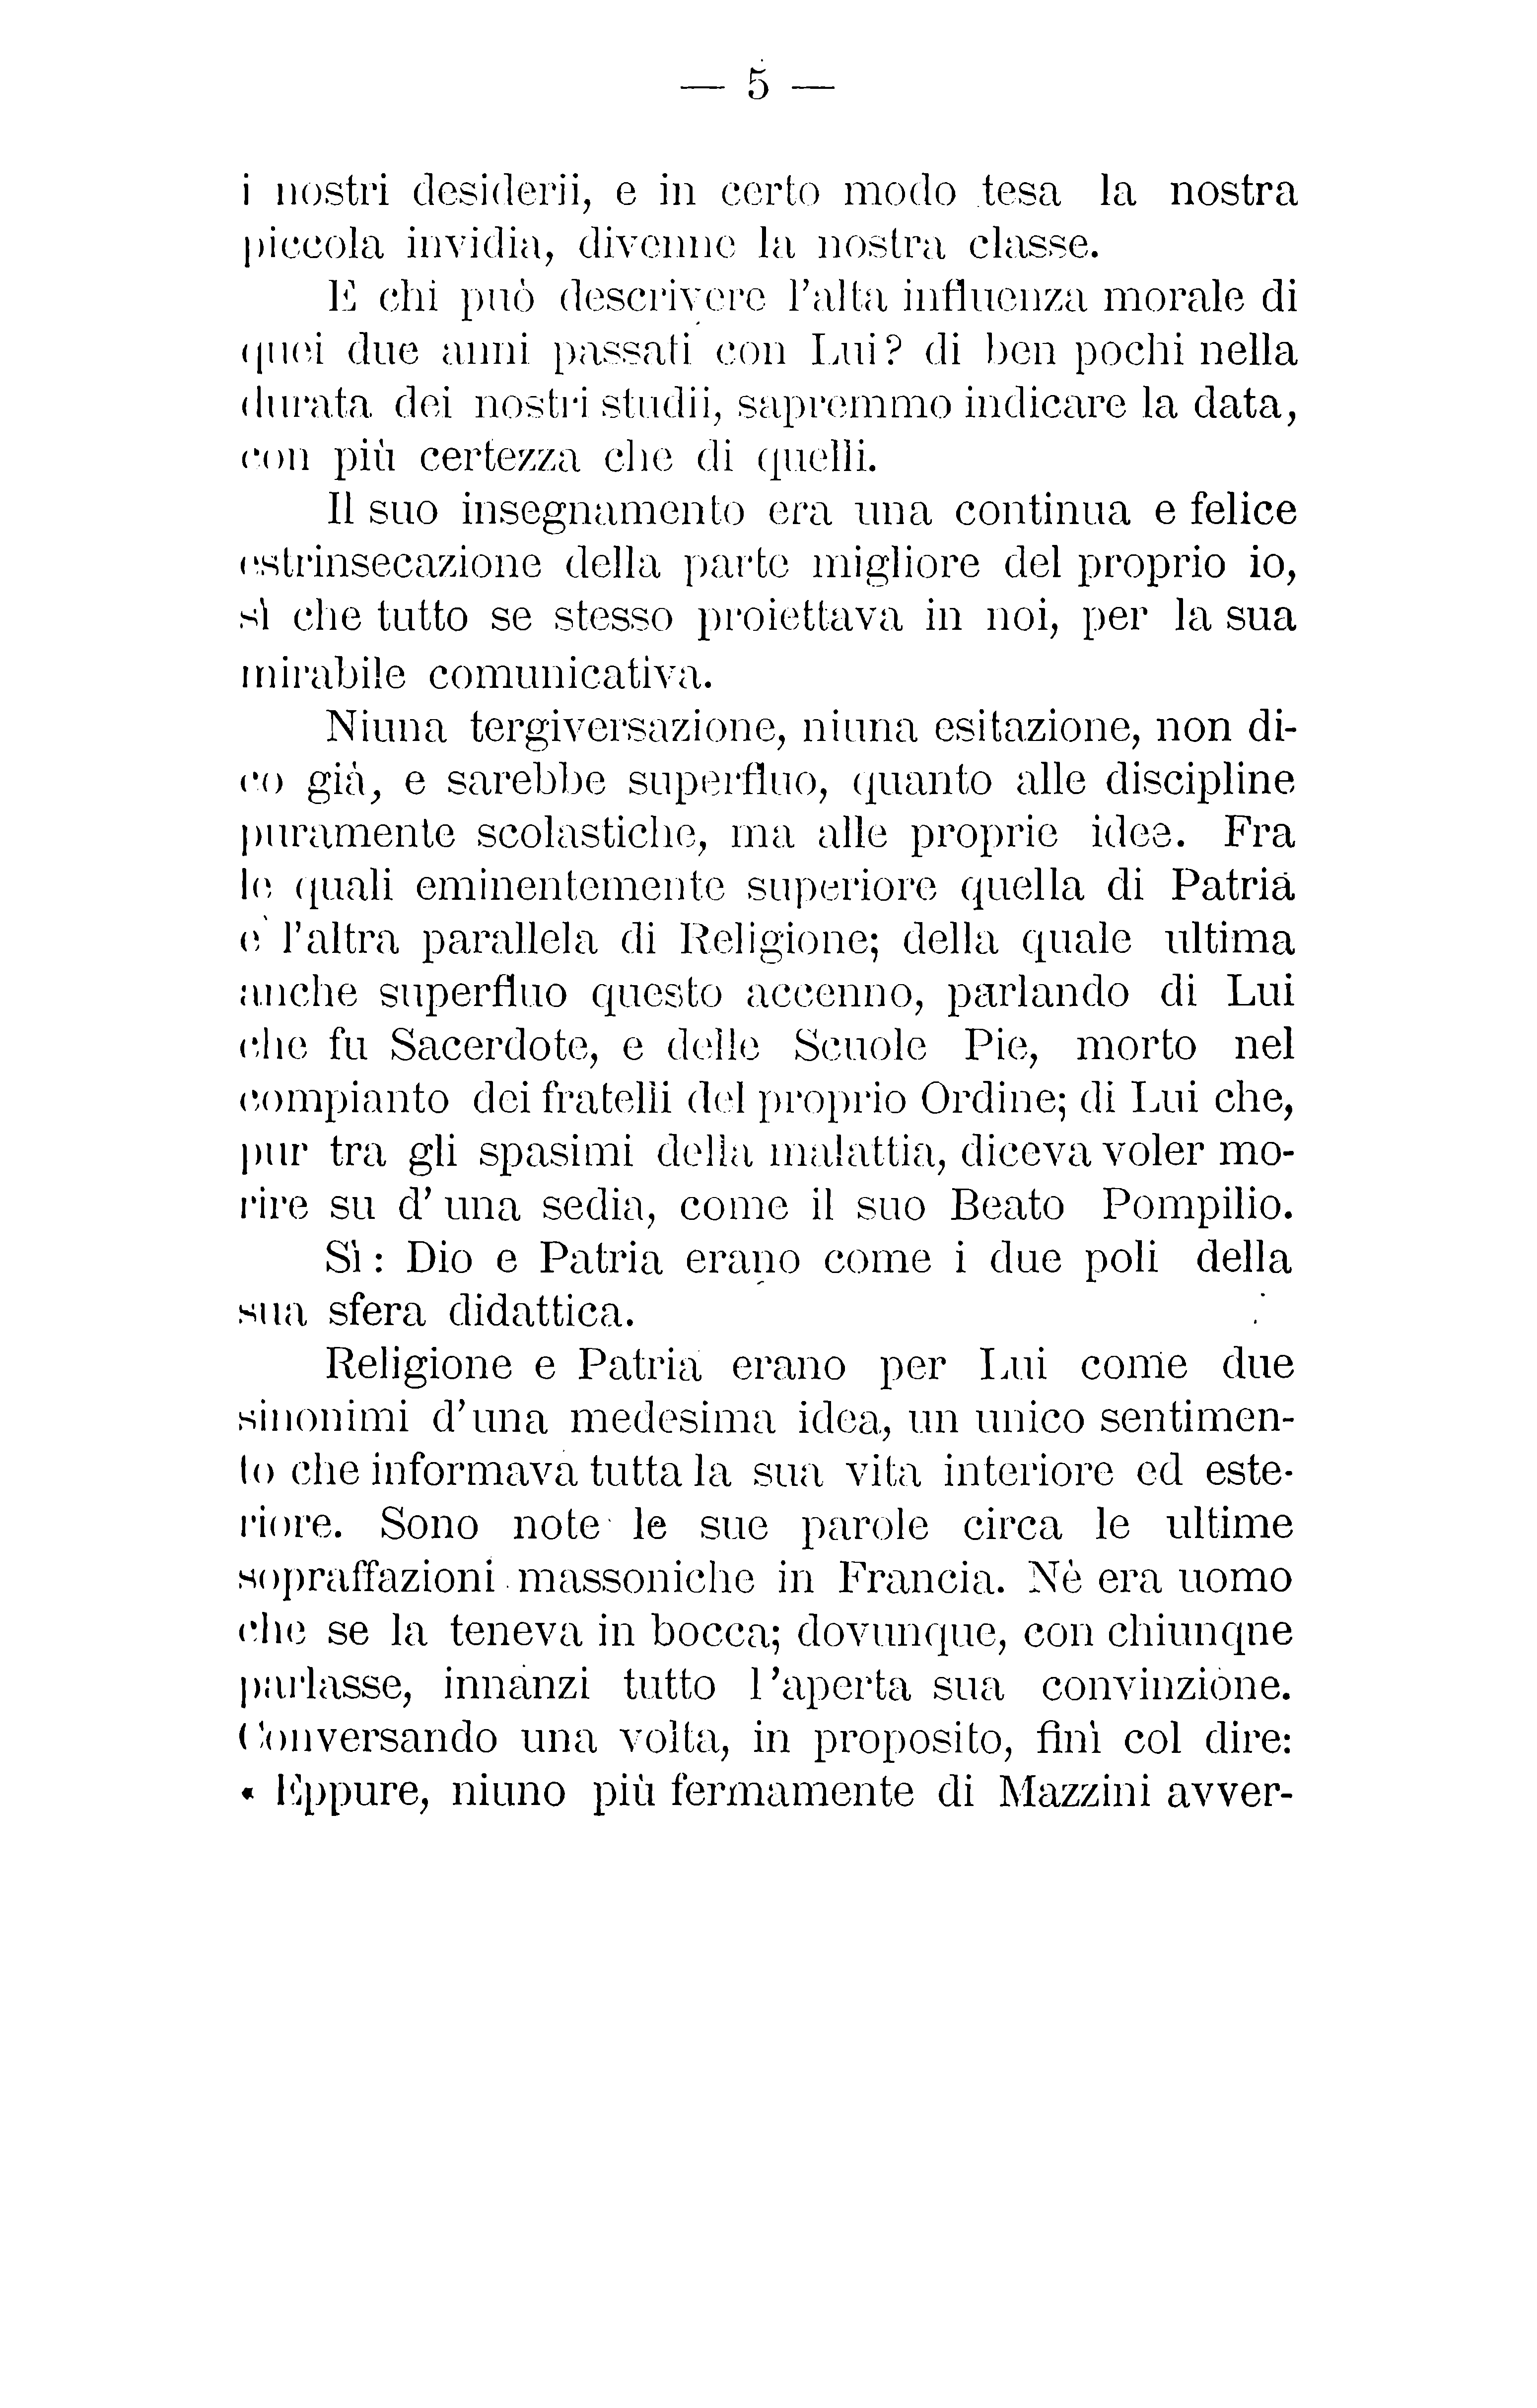 — 5 —
i nostri desiderii, e in certo modo tesa la nostra
piccola invidia, divenne la nostra classe.
E chi può descrivere l'alta influenza morale di
quei due anni passati con Lui? di ben pochi nella
durata dei nostri studii, sapremmo indicare la data,
con più certezza che di quelli.
Il suo insegnamento era una continua e felice
estrinsecazione della parte migliore del proprio io,
sì che tutto se stesso proiettava in noi, per la sua
mirabile comunicativa.
Niuna tergiversazione, niuna esitazione, non di-
co già, e sarebbe superfluo, quanto alle discipline
puramente scolastiche, ma alle proprie idee. Fra
le quali eminentemente superiore quella di Patria
e l'altra parallela di Religione; della quale ultima
anche superfluo questo accenno, parlando di Lui
che fu Sacerdote, e delle Scuole Pie, morto nel
compianto dei fratelli del proprio Ordine; di Lui che,
pur tra gli spasimi della malattia, diceva voler mo-
rire su d' una sedia, come il suo Beato Pompilio.
Sì: Dio e Patria erano come i due poli della
sua sfera didattica.
Religione e Patria erano per Lui come due
sinonimi d'una medesima idea, un unico sentimen-
to che informava tutta la sua vita interiore ed este-
riore. Sono note le sue parole circa le ultime
sopraffazioni massoniche in Francia. Nè era uomo
che se la teneva in bocca; dovunque, con chiunqne
parlasse, innanzi tutto l'aperta sua convinzione.
Conversando una volta, in proposito, finì col dire:
« Eppure, niuno più fermamente di Mazzini avver-